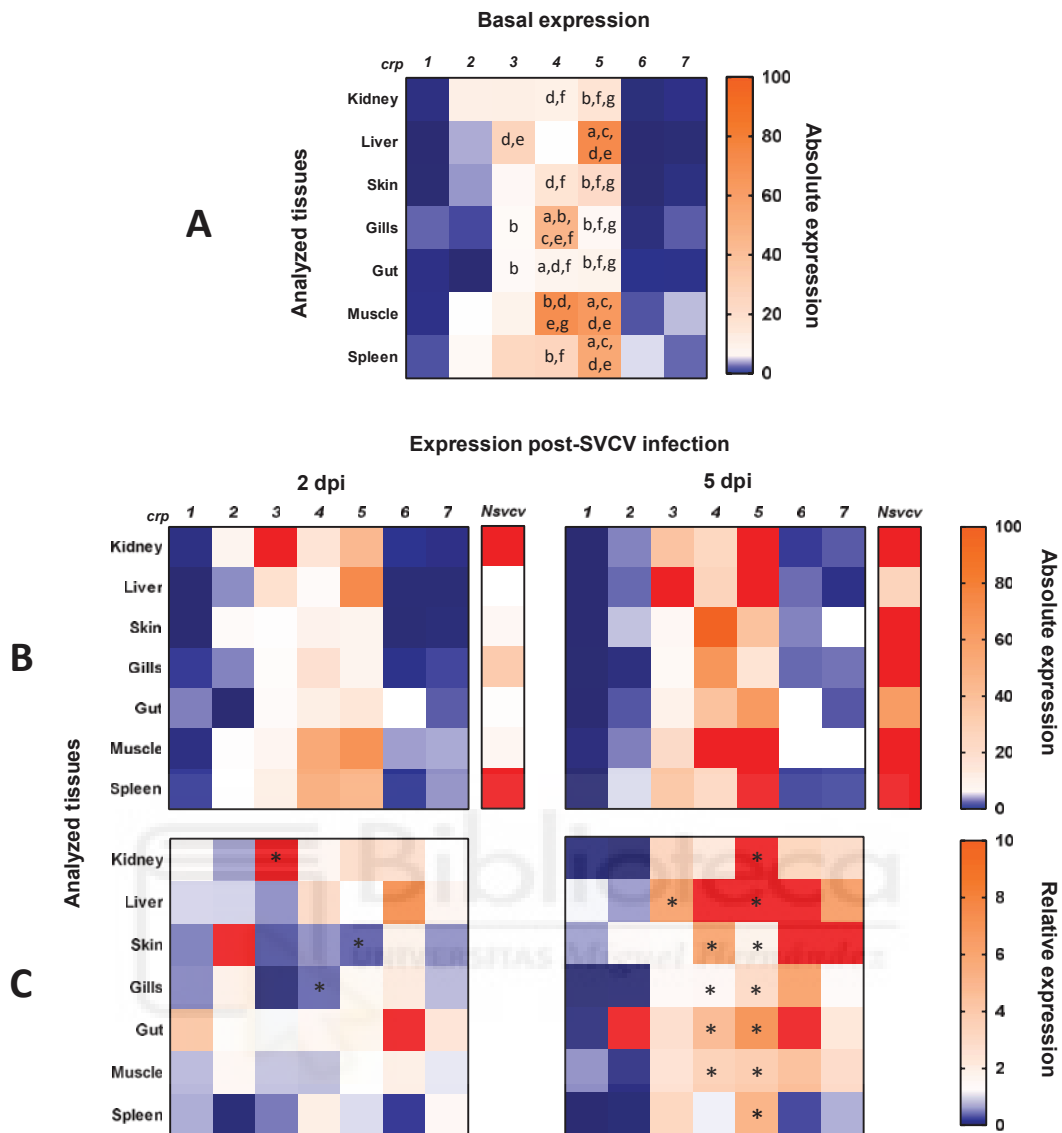 Basal expression
crp 1 2 3 4 5 6 7
Kidney d,f b,f,g
Liver d,e a,c,
d,e
Skin d,f b,f,g
Gills b a,b,
c,e,f b,f,g
Gut b a,d,f b,f,g
Muscle b,d,
e,g a,c,
d,e
Spleen b,f a,c,
d,e
Analyzed tissues
A
100
80
60
40
20
0
Absolute expression
Expression post-SVCV infection
2 dpi
5 dpi
crp 1 2 3 4 5 6 7 Nsvcv
1 2 3 4 5 6 7 Nsvcv
Kidney
Liver
Skin
Gills
Gut
Muscle
Spleen
B
100
80
60
40
20
0
Absolute expression
Analyzed tissues
Kidney * *
Liver * *
Skin * * *
Gills * * *
Gut * *
Muscle * *
Spleen *
C
10
8
6
4
2
0
Relative expression
Biblioteca
UNIVERSITAS Miguel Hernández